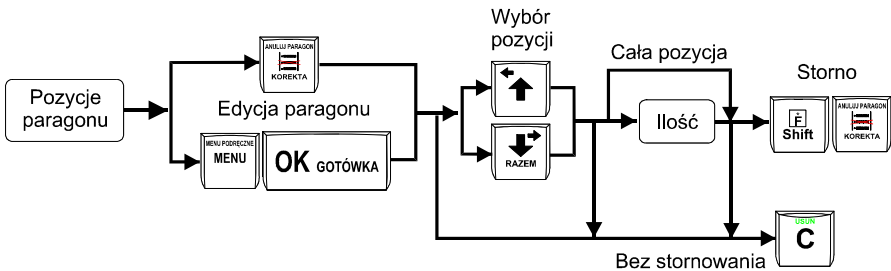 Wybór
pozycji
Cała pozycja
Storno
ANULUJ PARAGON
KOREKTA
Pozycje
paragonu
Edycja paragonu
Ilość
F
Shift
ANULUJ PARAGON
KOREKTA
MENU PODRĘCZNE
MENU
OK GOTÓWKA
RAZEM
USUŃ
C
Bez stornowania